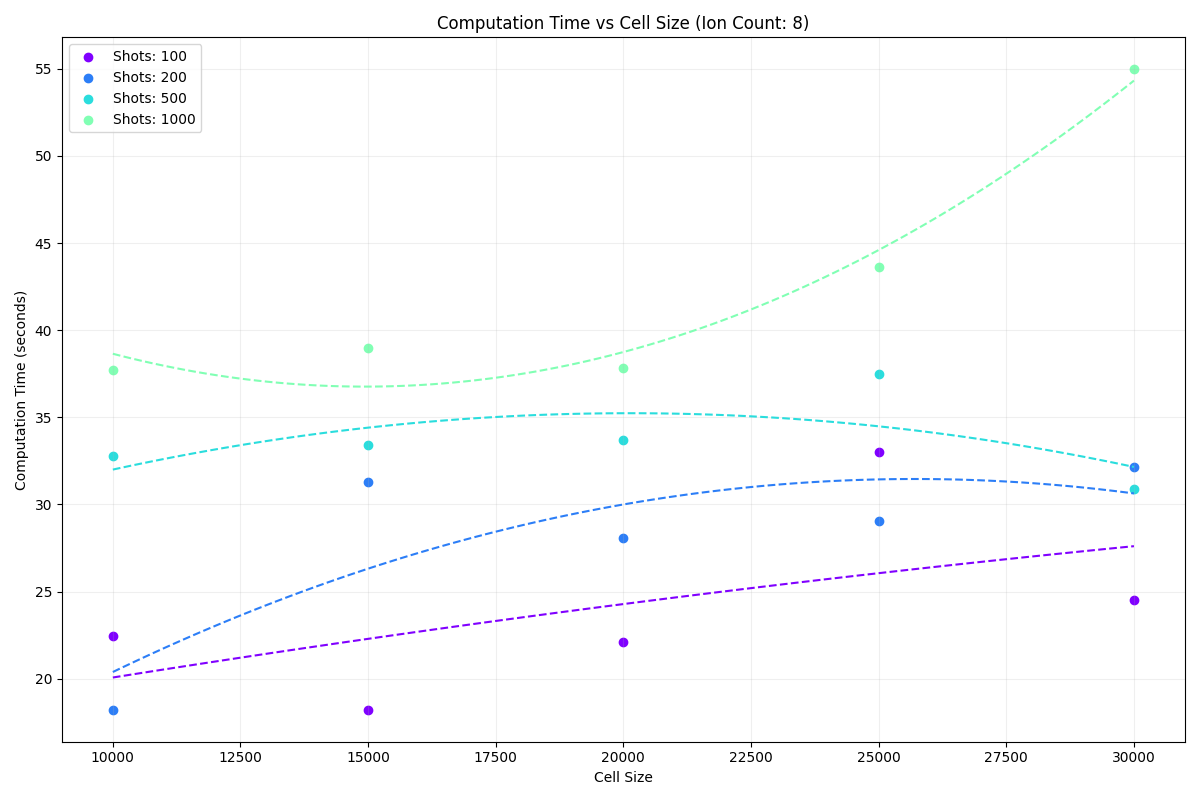 Computation Time vs Cell Size (Ion Count: 8)
Shots: 100
Shots: 200
Shots: 500
Shots: 1000
55
50
45
40
35
30
25
20
Computation Time (seconds)
10000 12500 15000 17500 20000 22500 25000 27500 30000
Cell Size